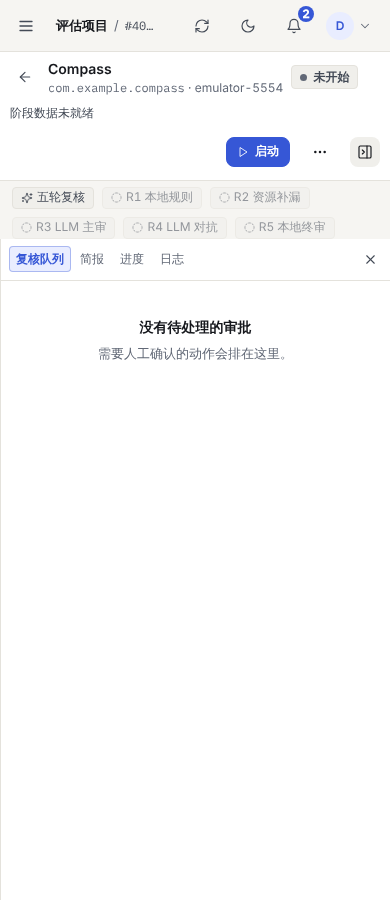 评估项目 / #40… 2 D
Compass
com.example.compass · emulator-5554 未开始
阶段数据未就绪
启动
五轮复核 R1 本地规则 R2 资源补漏
R3 LLM 主审 R4 LLM 对抗 R5 本地终审
复核队列 简报 进度 日志
没有待处理的审批
需要人工确认的动作会排在这里。